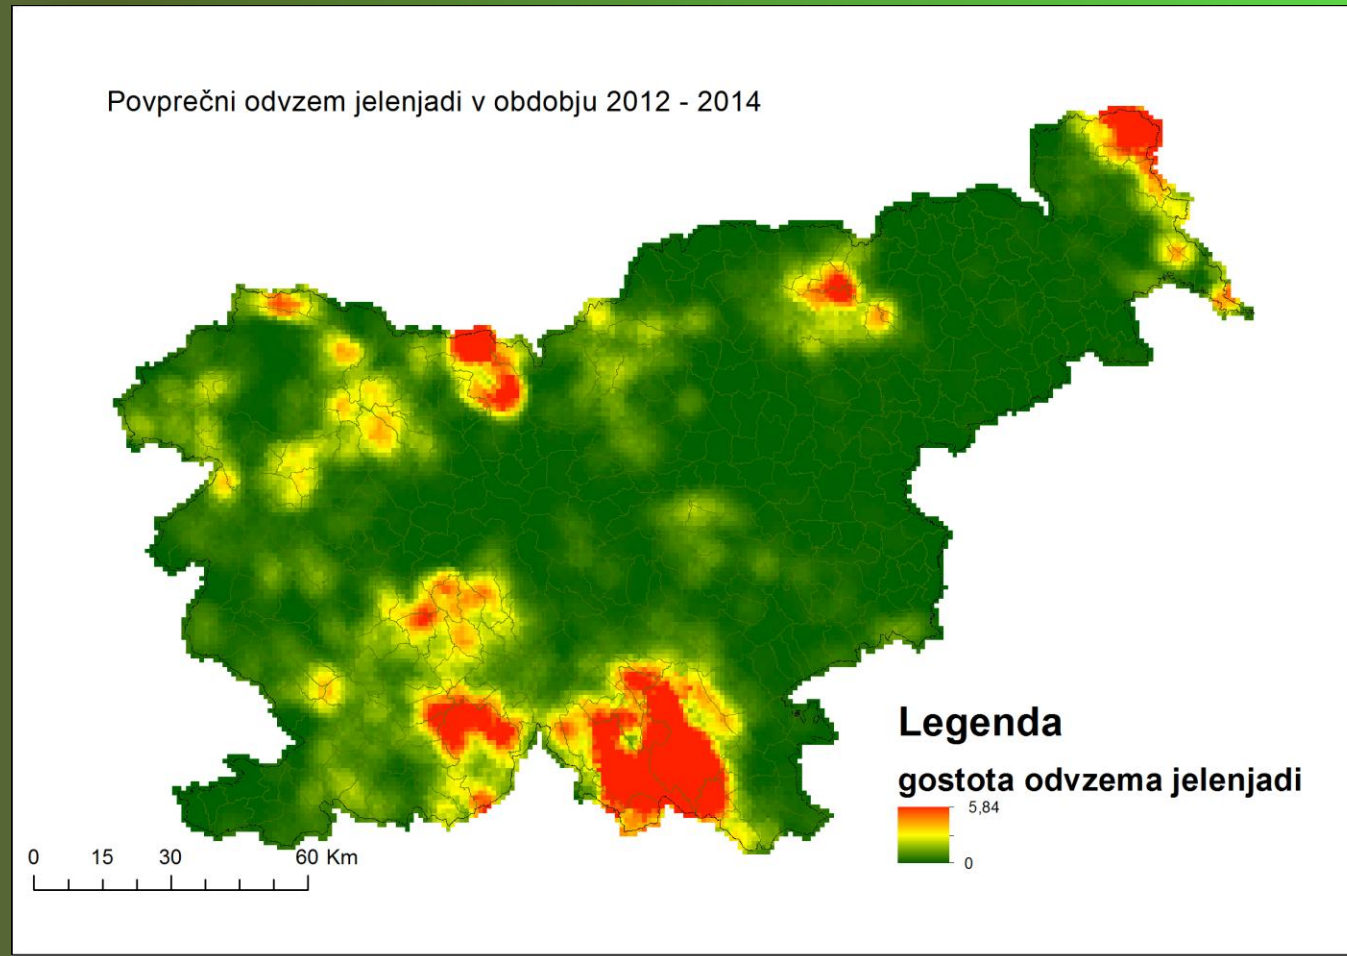 Povprečni odvzem jelenjadi v obdobju 2012 - 2014
Legenda
gostota odvzema jelenjadi
5,84
0
0 15 30 60 Km